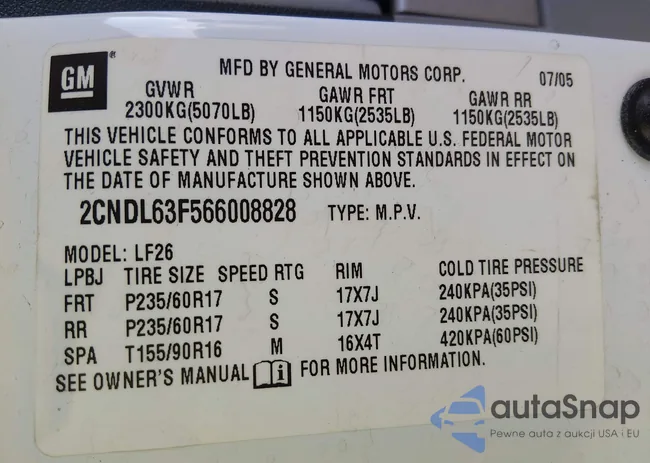 GM
MFD BY GENERAL MOTORS CORP. 07/05
GVWR GAWR FRT GAWR RR
2300KG(5070LB) 1150KG(2535LB) 1150KG(2535LB)
THIS VEHICLE CONFORMS TO ALL APPLICABLE U.S. FEDERAL MOTOR
VEHICLE SAFETY AND THEFT PREVENTION STANDARDS IN EFFECT ON
THE DATE OF MANUFACTURE SHOWN ABOVE.
2CNDL63F566008828 TYPE: M.P.V.
MODEL: LF26
LPBJ TIRE SIZE SPEED RTG RIM COLD TIRE PRESSURE
FRT P235/60R17 S 17X7J 240KPA(35PSI)
RR P235/60R17 S 17X7J 240KPA(35PSI)
SPA T155/90R16 M 16X4T 420KPA(60PSI)
SEE OWNER'S MANUAL i FOR MORE INFORMATION.
autaSnap
Pewne auta z aukcji USA i EU